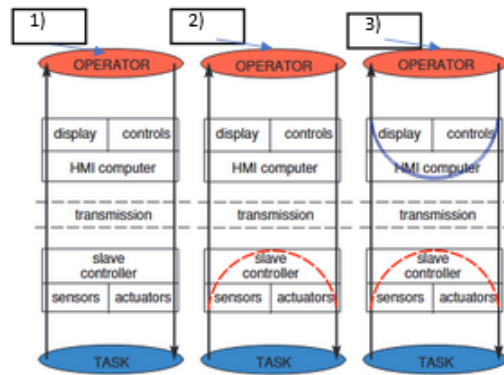 1)
2)
3)
OPERATOR
OPERATOR
OPERATOR
display controls
display controls
display controls
HMI computer
HMI computer
HMI computer
transmission
transmission
transmission
slave
controller
slave
controller
slave
controller
sensors actuators
sensors actuators
sensors actuators
TASK
TASK
TASK